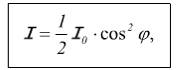 I = 1/2 I₀ · cos² φ,